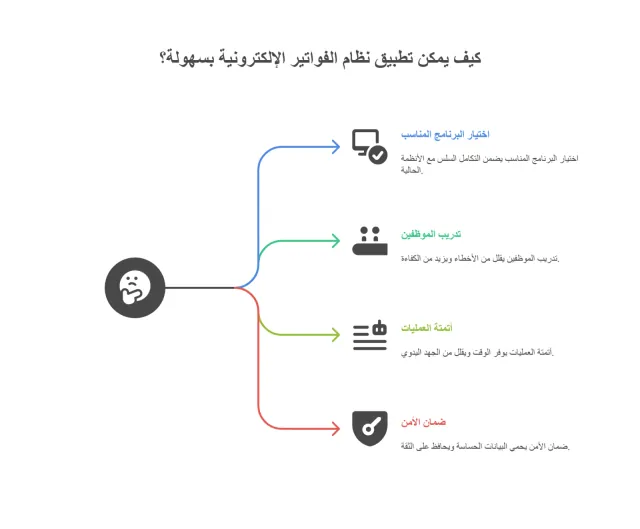 كيف يمكن تطبيق نظام الفواتير الإلكترونية بسهولة؟
اختيار البرنامج المناسب
اختيار البرنامج المناسب يضمن التكامل السلس مع الأنظمة
الحالية.
تدريب الموظفين
تدريب الموظفين يقلل من الأخطاء ويزيد من الكفاءة.
أتمتة العمليات
أتمتة العمليات يوفر الوقت ويقلل من الجهد اليدوي.
ضمان الأمن
ضمان الأمن يحمي البيانات الحساسة ويحافظ على الثقة.